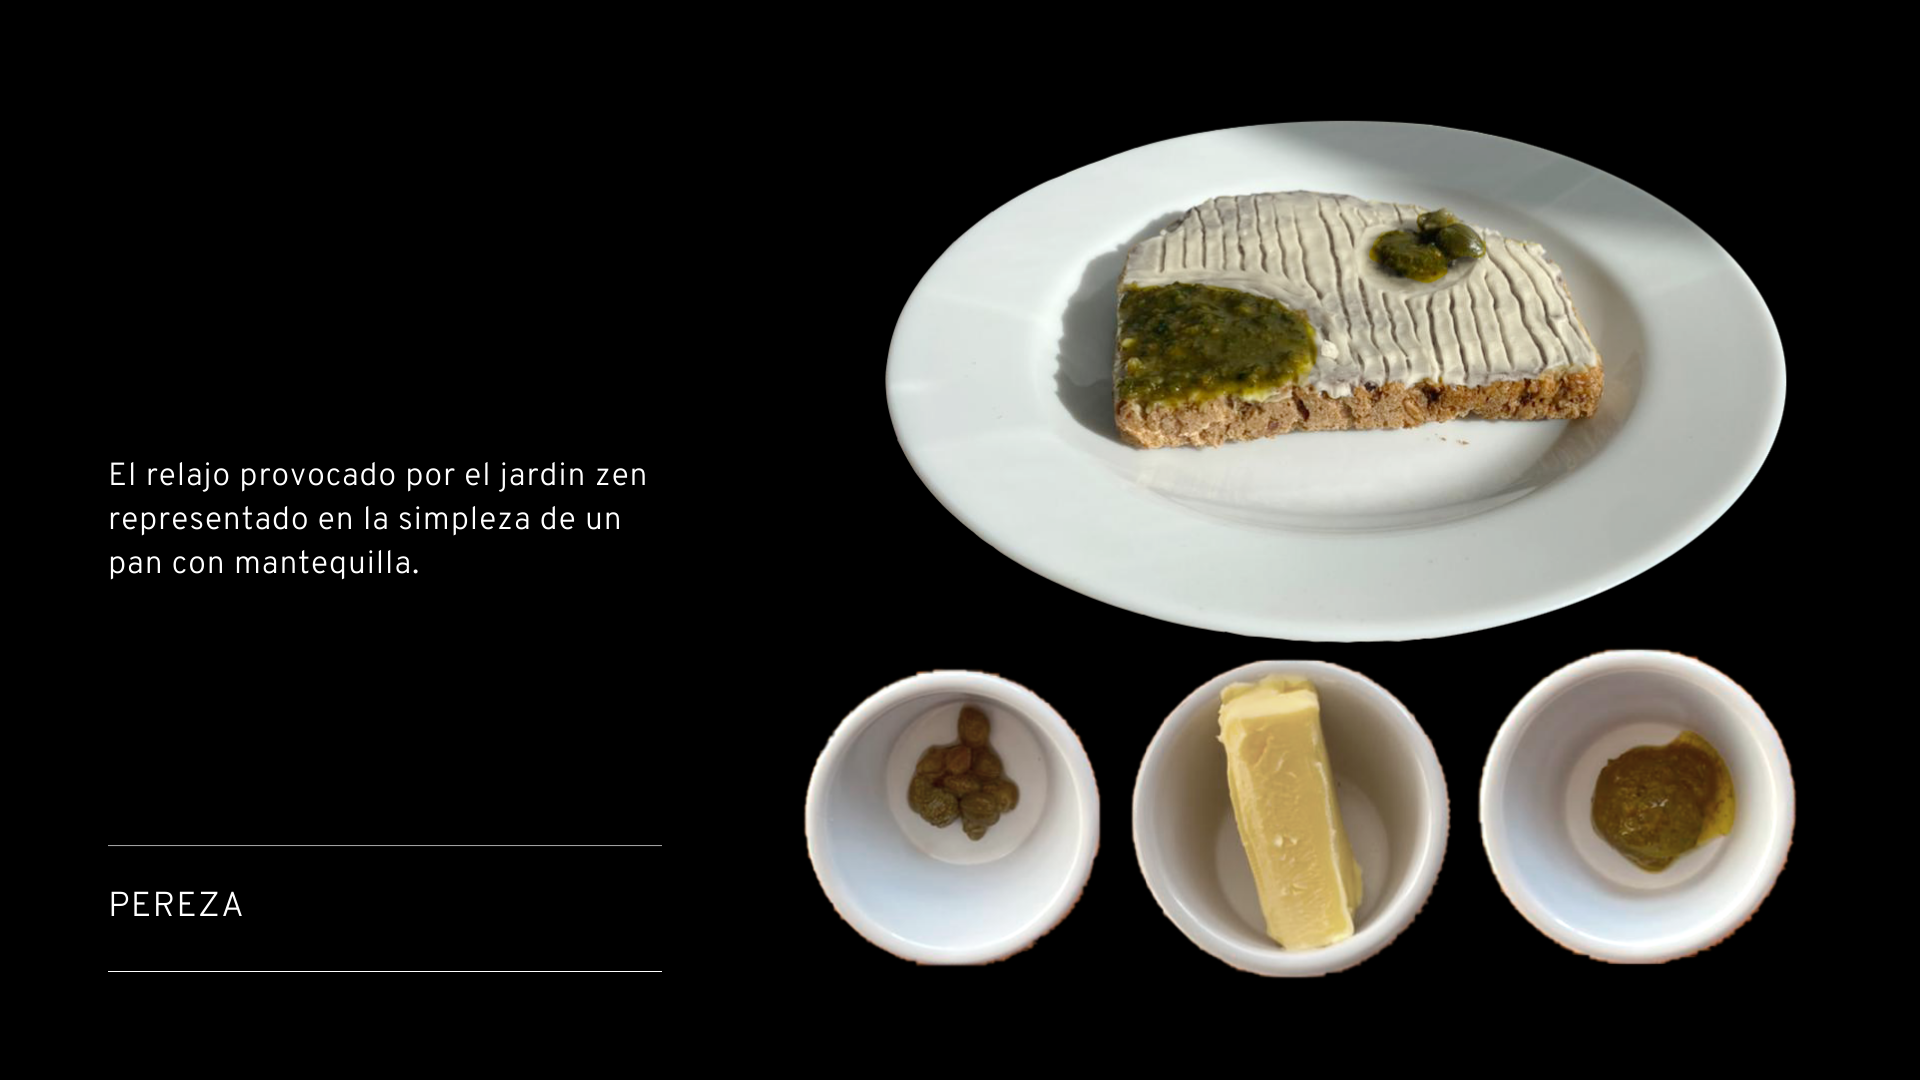 El relajo provocado por el jardin zen
representado en la simpleza de un
pan con mantequilla.
PEREZA